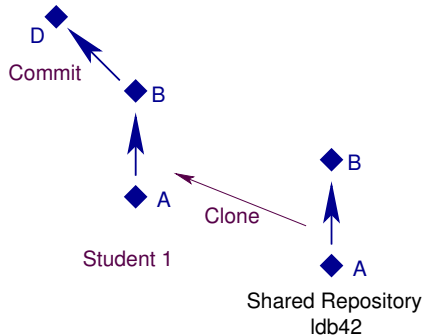 D
Commit
B
A
Clone
Student 1
B
A
Shared Repository
ldb42